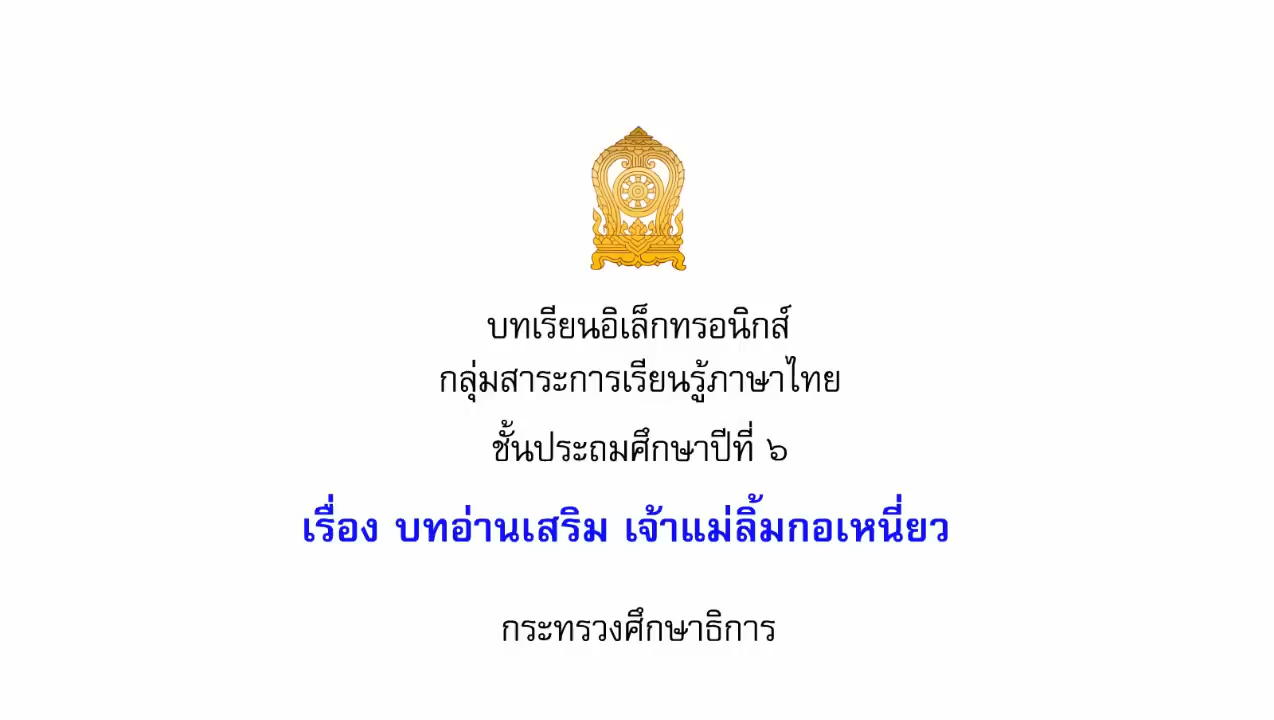 บทเรียนอิเล็กทรอนิกส์
กลุ่มสาระการเรียนรู้ภาษาไทย
ชั้นประถมศึกษาปีที่ ๖
เรื่อง บทอ่านเสริม เจ้าแม่ลิ้มกอเหนี่ยว
กระทรวงศึกษาธิการ